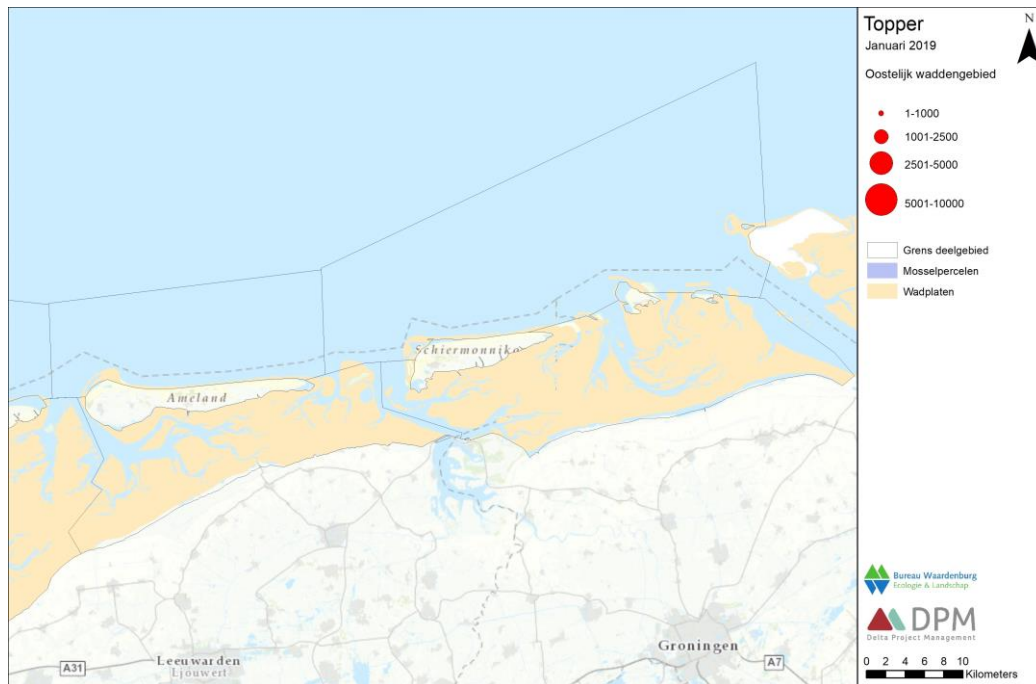 Topper
Januari 2019
N
Oostelijk waddengebied
1-1000
1001-2500
2501-5000
5001-10000
Grens deelgebied
Mosselpercelen
Wadplaten
Schiermonniko
Ameland
Groningen
Leeuwarden
Ljouwert
A31
A7
Bureau Waardenburg
Ecologie & Landschap
DPM
Delta Project Management
0 2 4 6 8 10
Kilometers